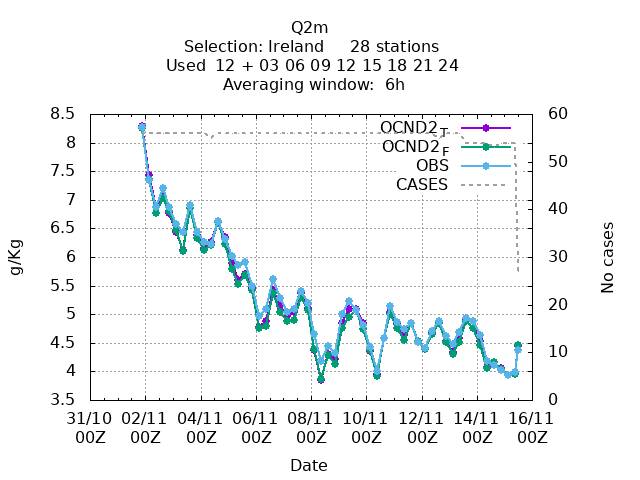 Q2m
Selection: Ireland 28 stations
Used 12 + 03 06 09 12 15 18 21 24
Averaging window: 6h
8.5
8
7.5
7
6.5
6
5.5
5
4.5
4
3.5
g/Kg
OCND2T
OCND2F
OBS
CASES
60
50
40
30
20
10
0
No cases
31/10 02/11 04/11 06/11 08/11 10/11 12/11 14/11 16/11
00Z 00Z 00Z 00Z 00Z 00Z 00Z 00Z 00Z
Date